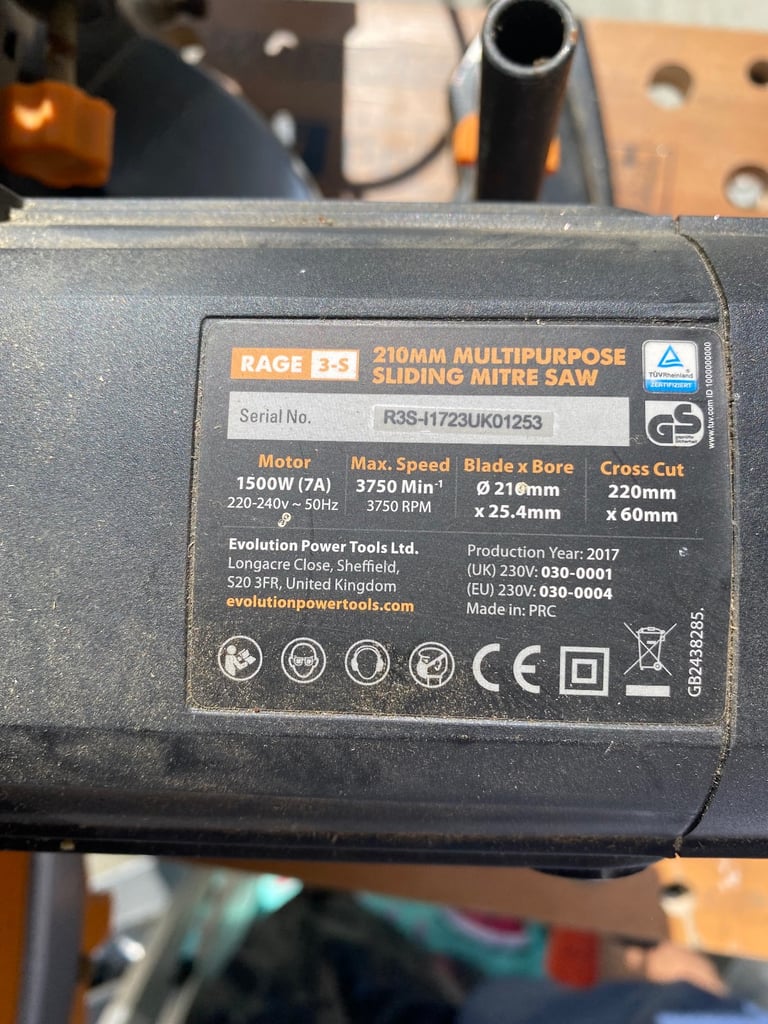 RAGE 3-S
210MM MULTIPURPOSE
SLIDING MITRE SAW
TÜVRheinland®
ZERTIFIZIERT
www.tuv.com ID 1000000000
GS
geprüfte
Sicherheit
Serial No. R3S-I1723UK01253
Motor
1500W (7A)
220-240v ~ 50Hz
Max. Speed
3750 Min⁻¹
3750 RPM
Blade x Bore
Ø 210mm
x 25.4mm
Cross Cut
220mm
x 60mm
Evolution Power Tools Ltd.
Longacre Close, Sheffield,
S20 3FR, United Kingdom
evolutionpowertools.com
Production Year: 2017
(UK) 230V: 030-0001
(EU) 230V: 030-0004
Made in: PRC
CE
GB2438285.